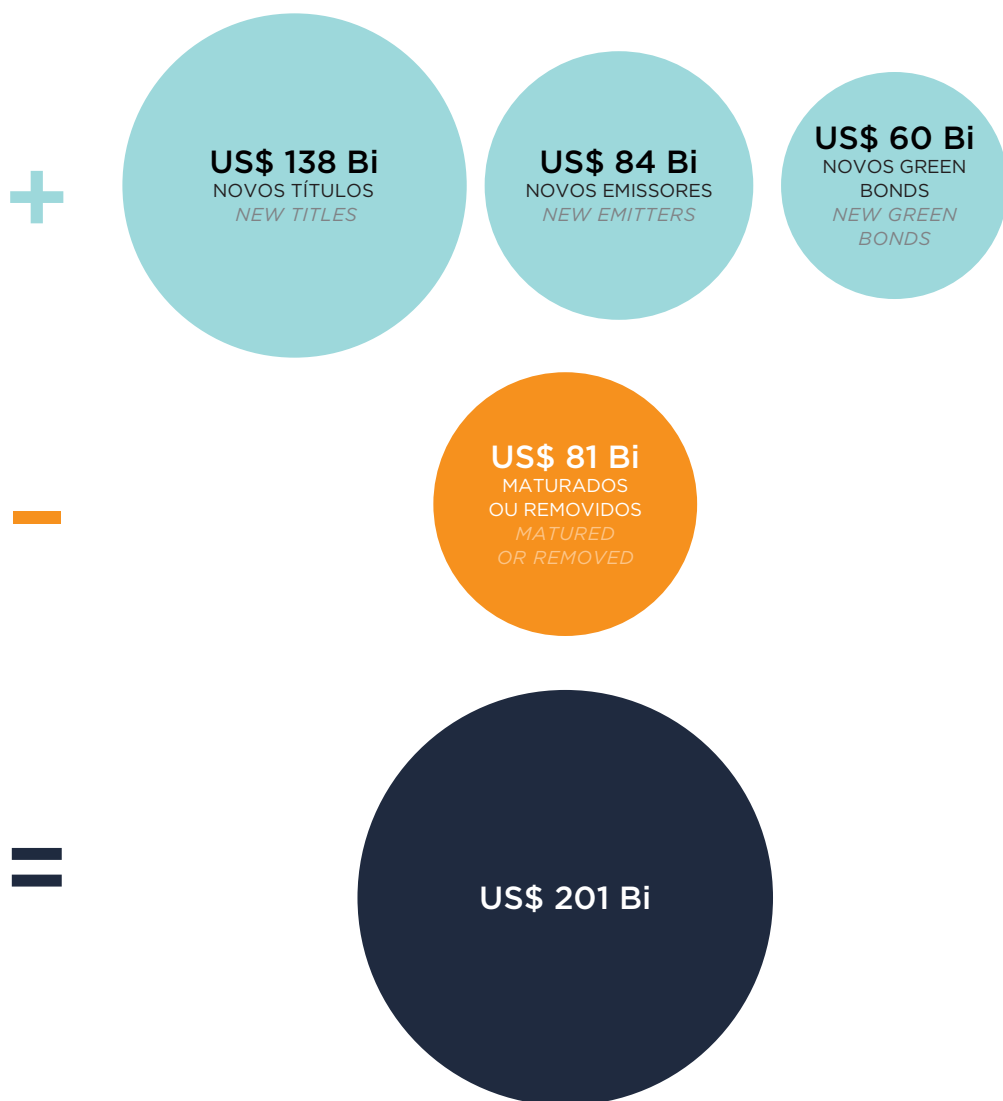 +
US$ 138 Bi
NOVOS TÍTULOS
NEW TITLES
US$ 84 Bi
NOVOS EMISSORES
NEW EMITTERS
US$ 60 Bi
NOVOS GREEN
BONDS
NEW GREEN
BONDS
-
US$ 81 Bi
MATURADOS
OU REMOVIDOS
MATURED
OR REMOVED
=
US$ 201 Bi